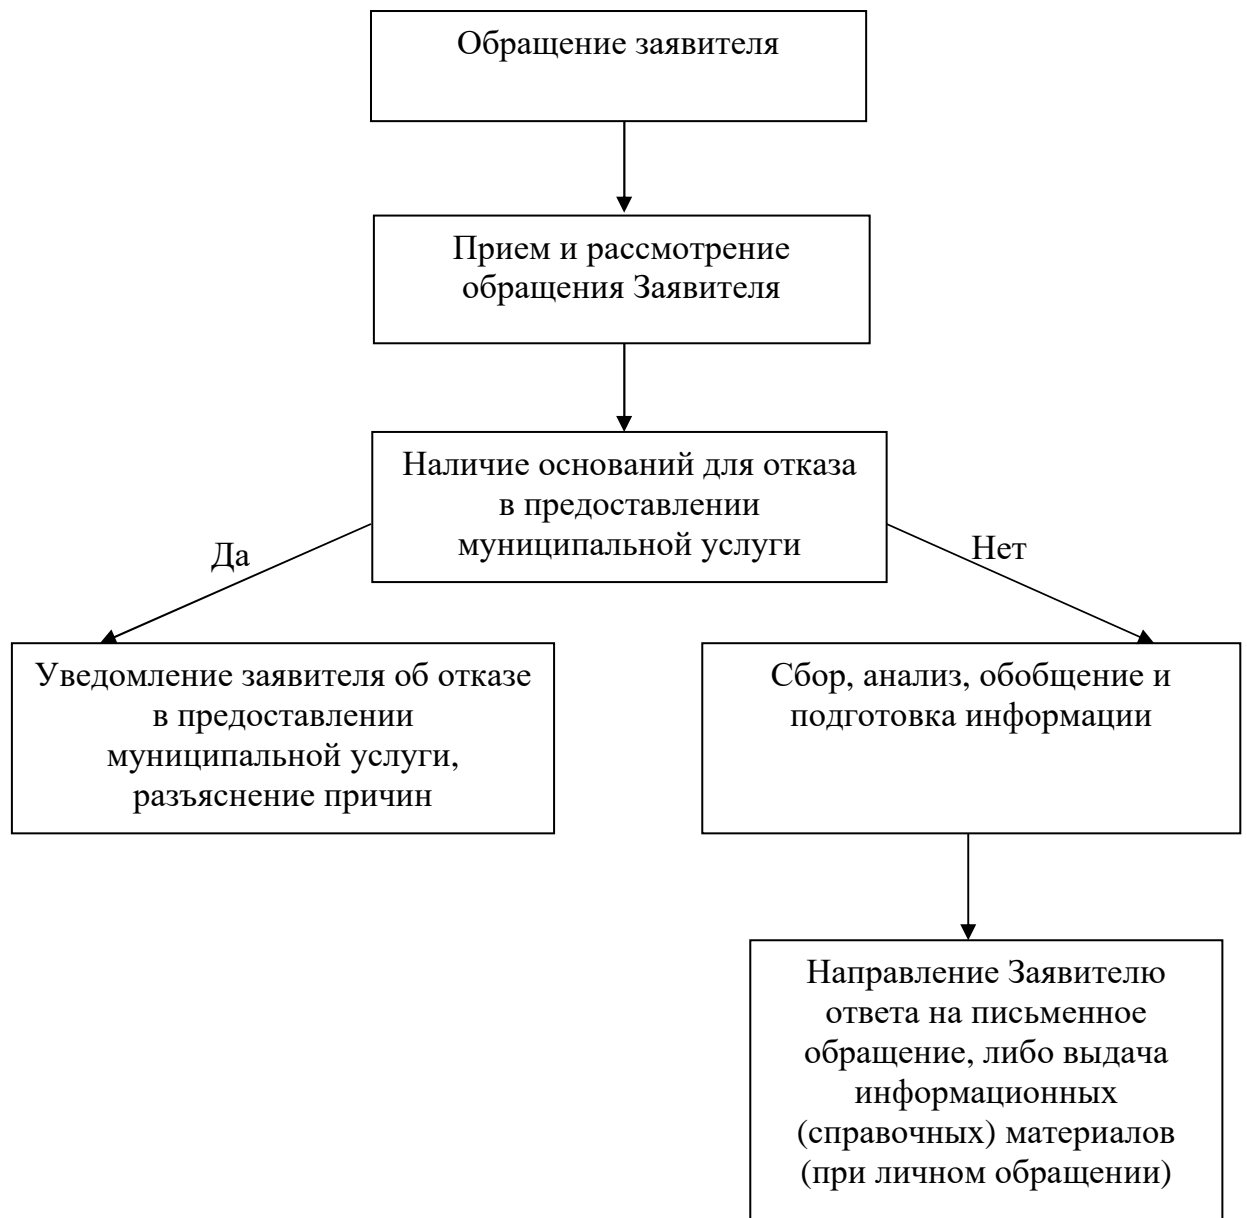 Обращение заявителя
Прием и рассмотрение
обращения Заявителя
Наличие оснований для отказа
в предоставлении
муниципальной услуги
Да
Нет
Уведомление заявителя об отказе
в предоставлении
муниципальной услуги,
разъяснение причин
Сбор, анализ, обобщение и
подготовка информации
Направление Заявителю
ответа на письменное
обращение, либо выдача
информационных
(справочных) материалов
(при личном обращении)